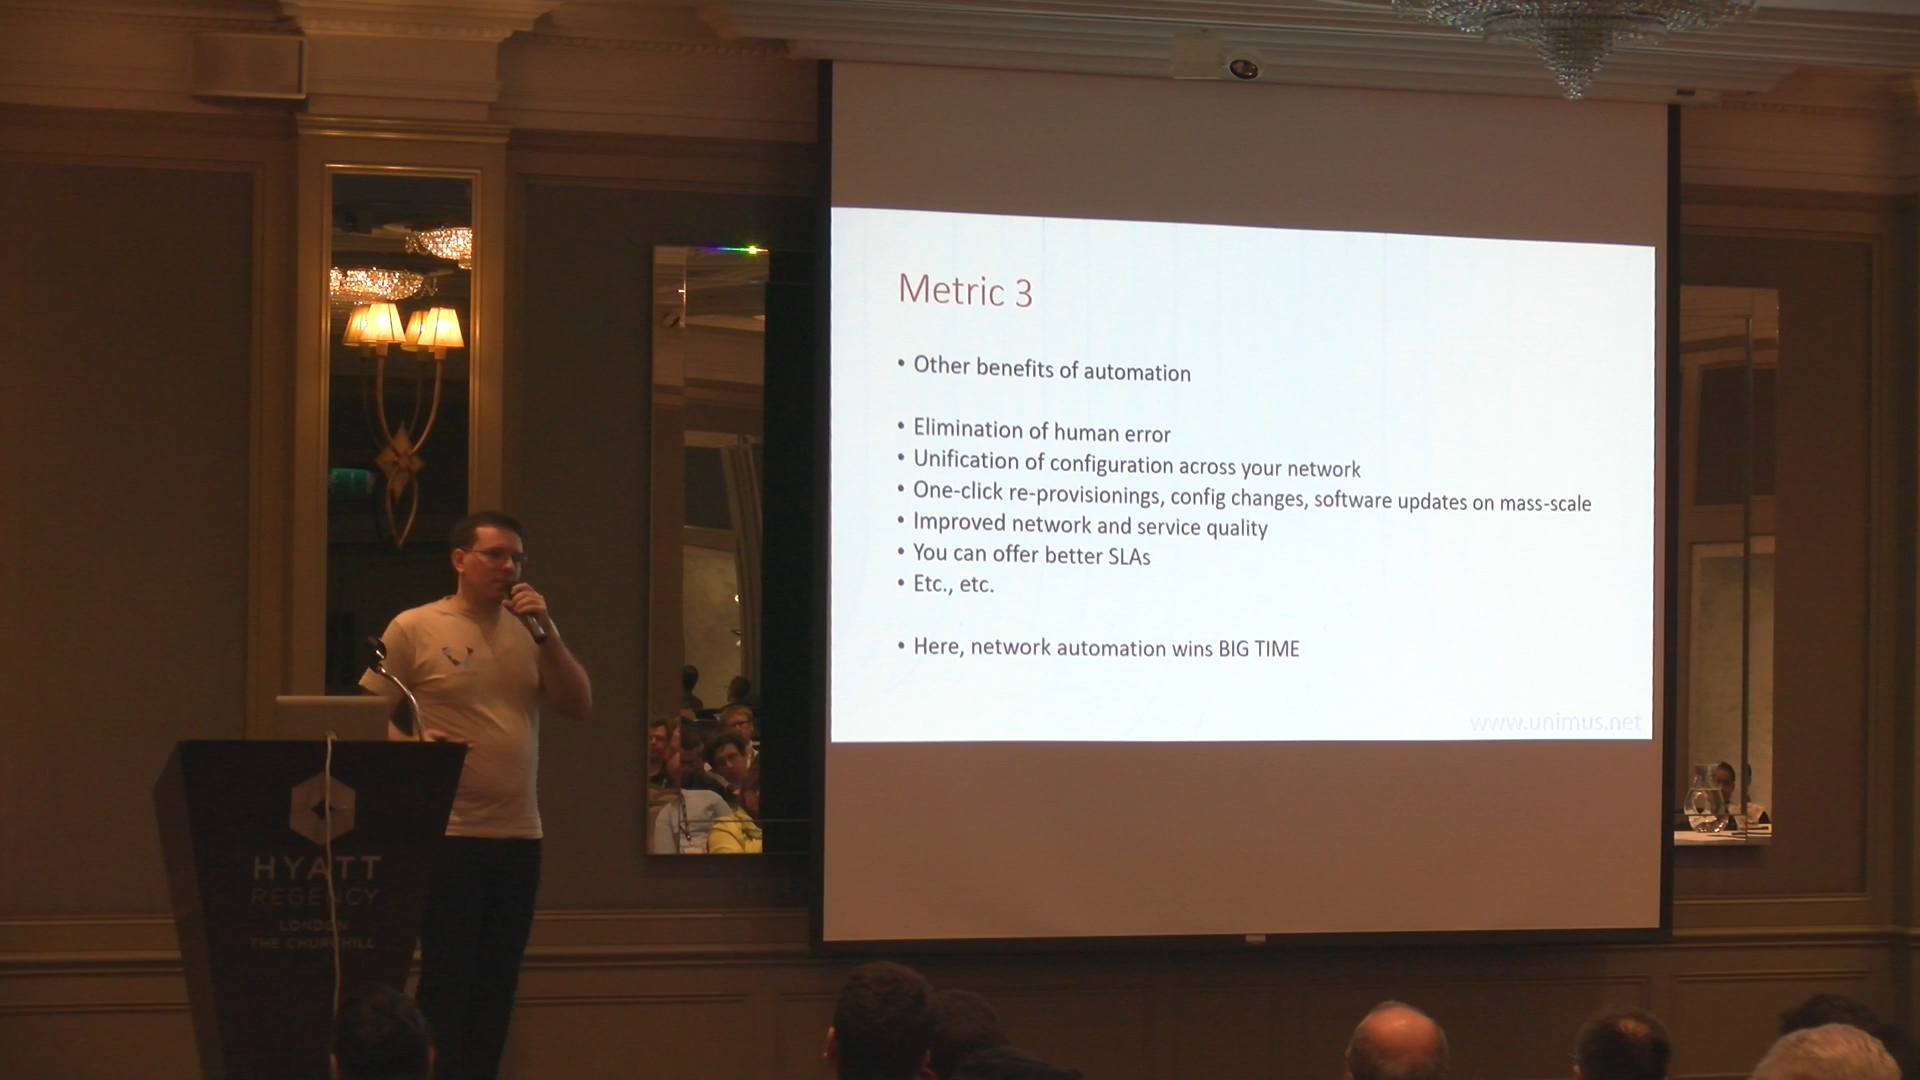 Metric 3
• Other benefits of automation
• Elimination of human error
• Unification of configuration across your network
• One-click re-provisionings, config changes, software updates on mass-scale
• Improved network and service quality
• You can offer better SLAs
• Etc., etc.
• Here, network automation wins BIG TIME
www.unimus.net
HYATT
REGENCY
LONDON
THE CHURCHILL